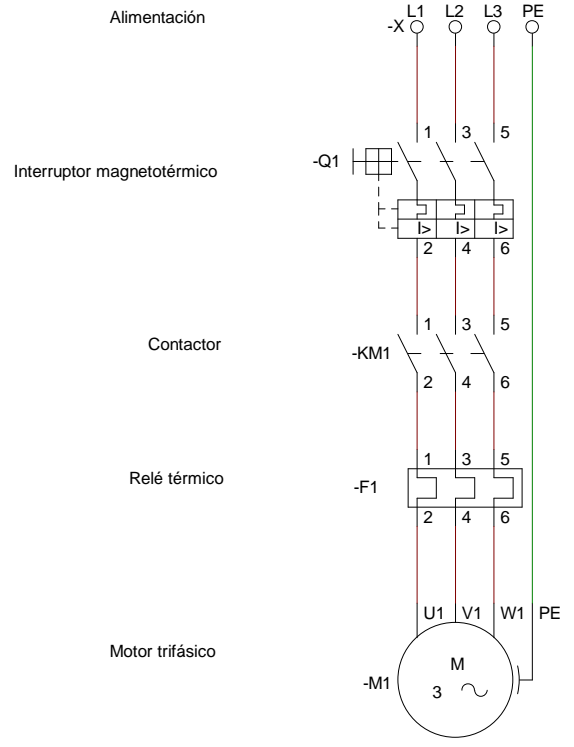 Alimentación
L1 L2 L3 PE
-X
1 3 5
Interruptor magnetotérmico
-Q1
I> I> I>
2 4 6
1 3 5
Contactor
-KM1
2 4 6
1 3 5
Relé térmico
-F1
2 4 6
U1 V1 W1 PE
Motor trifásico
-M1
M
3